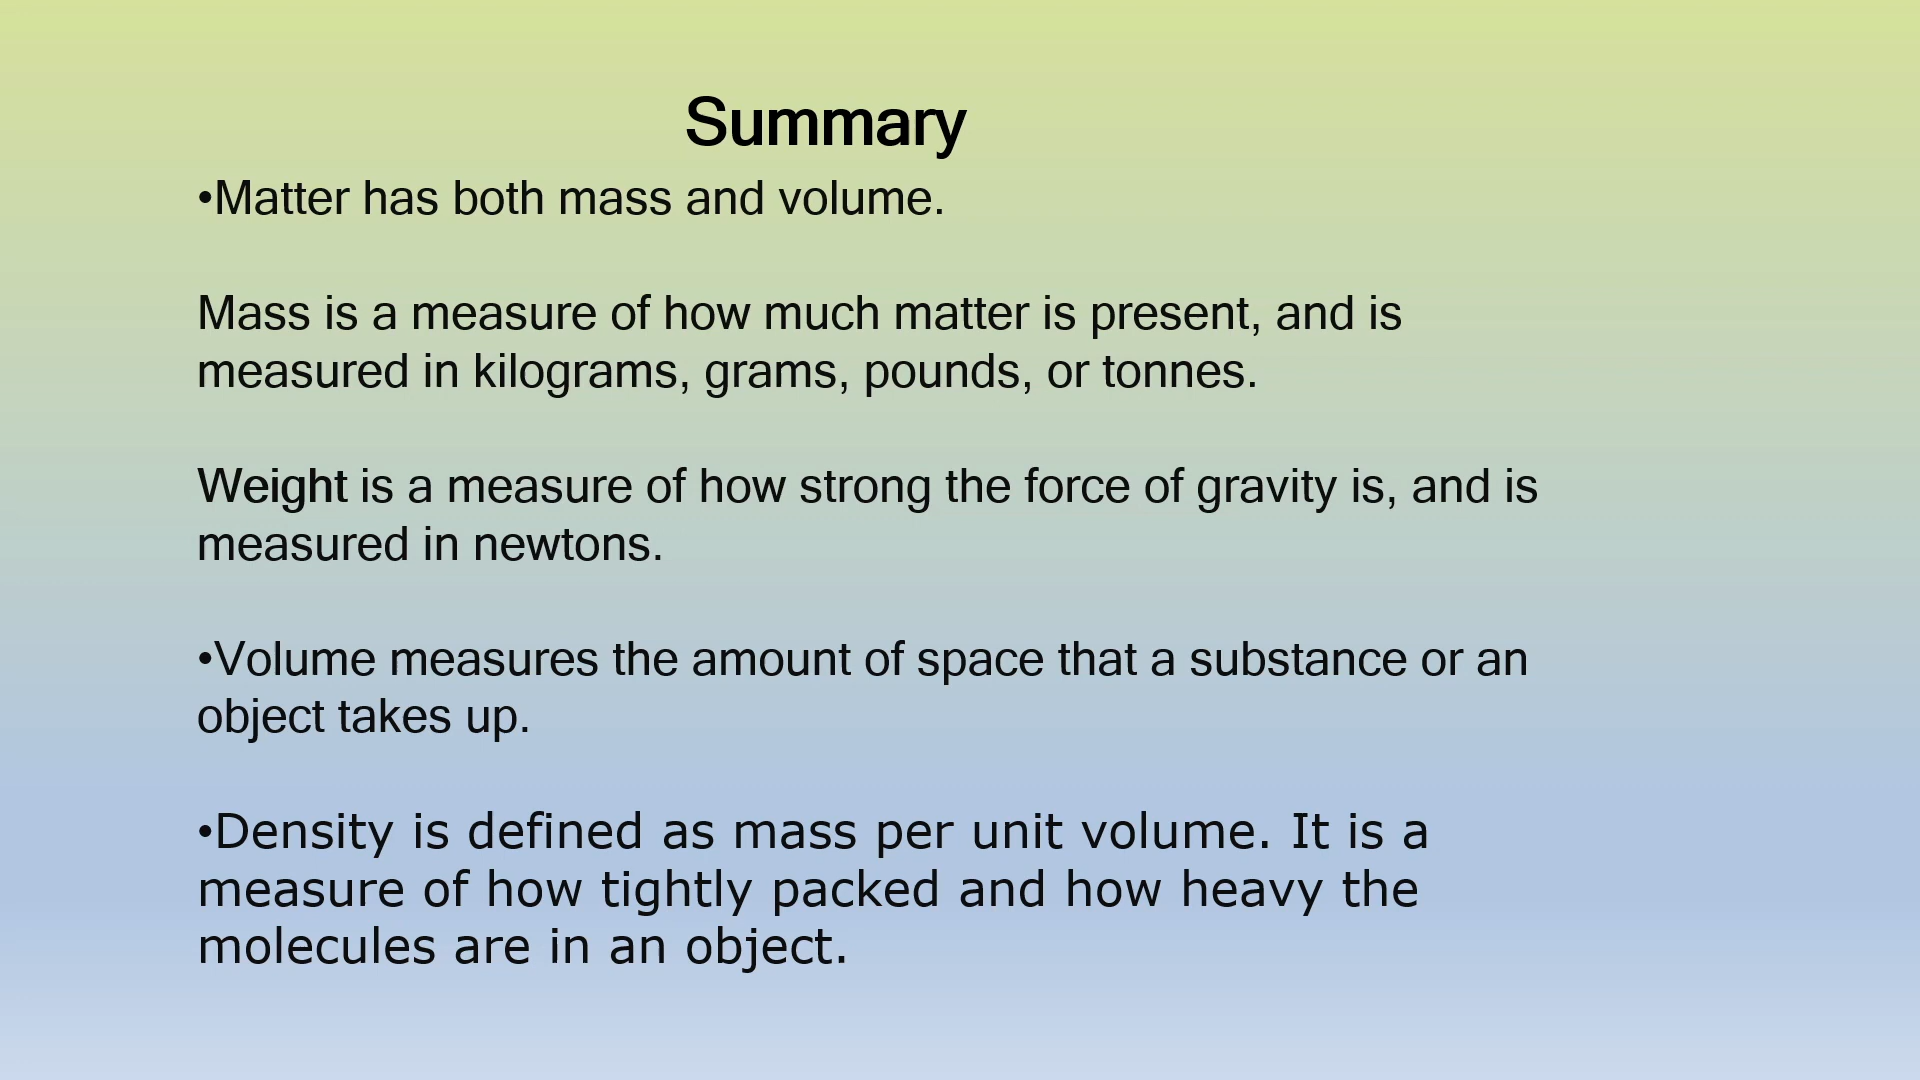 Summary
•Matter has both mass and volume.
Mass is a measure of how much matter is present, and is
measured in kilograms, grams, pounds, or tonnes.
Weight is a measure of how strong the force of gravity is, and is
measured in newtons.
•Volume measures the amount of space that a substance or an
object takes up.
•Density is defined as mass per unit volume. It is a
measure of how tightly packed and how heavy the
molecules are in an object.